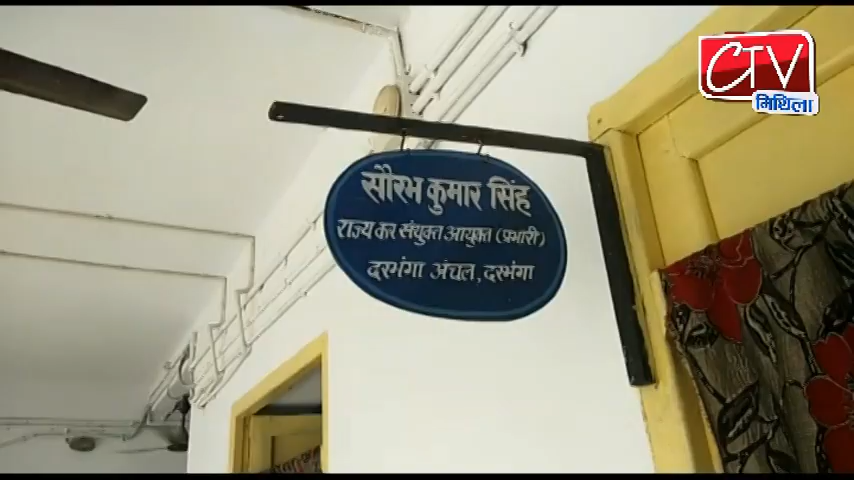 CTV
मिथिला
सौरभ कुमार सिंह
राज्य कर संयुक्त आयुक्त (प्रभारी)
दरभंगा अंचल, दरभंगा